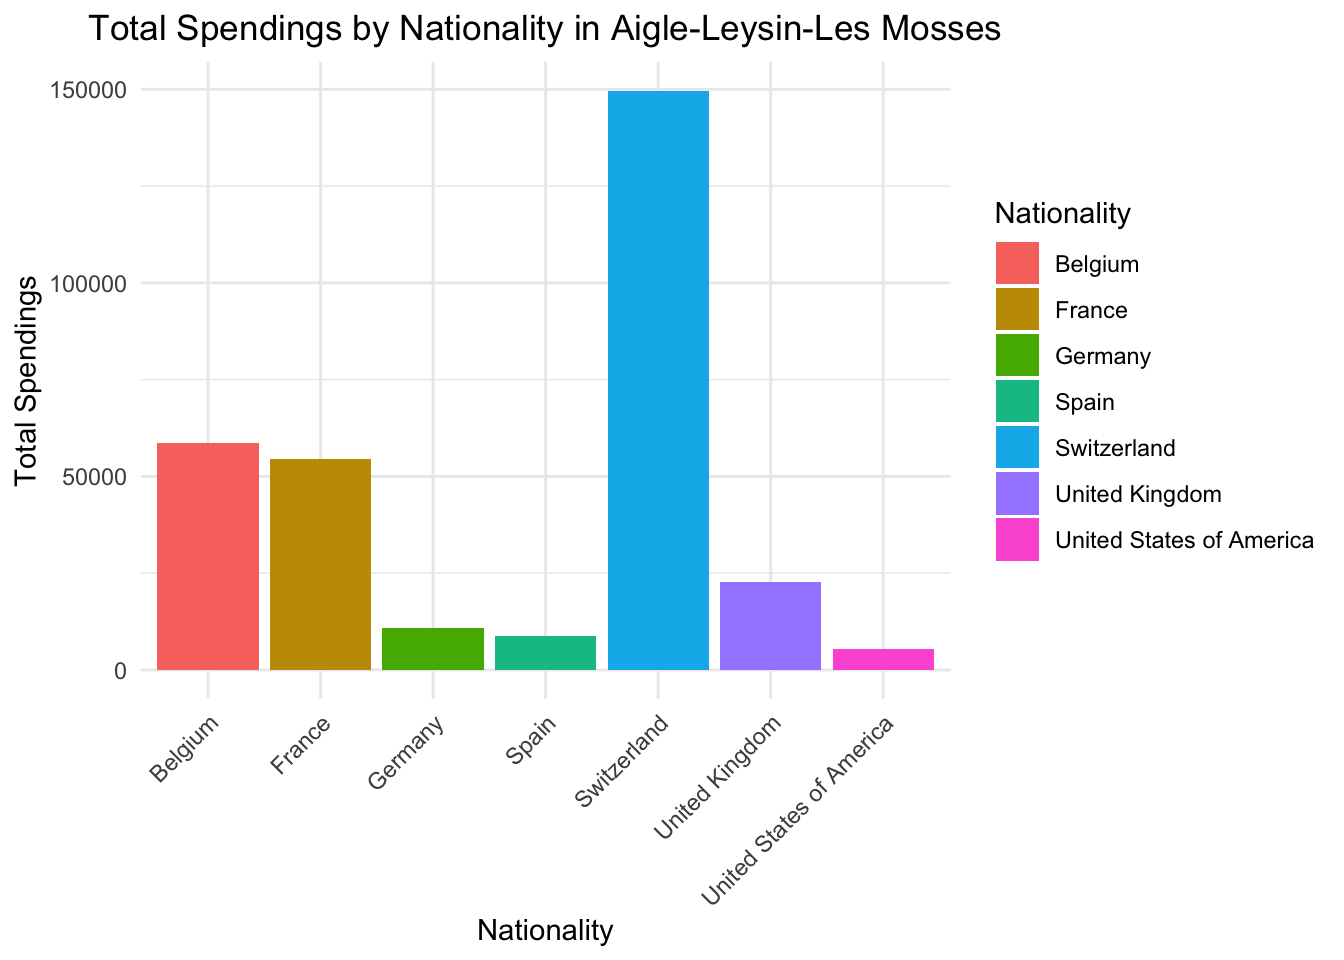 Total Spendings by Nationality in Aigle-Leysin-Les Mosses
Total Spendings
150000
100000
50000
0
Belgium
France
Germany
Spain
Switzerland
United Kingdom
United States of America
Nationality
Nationality
Belgium
France
Germany
Spain
Switzerland
United Kingdom
United States of America